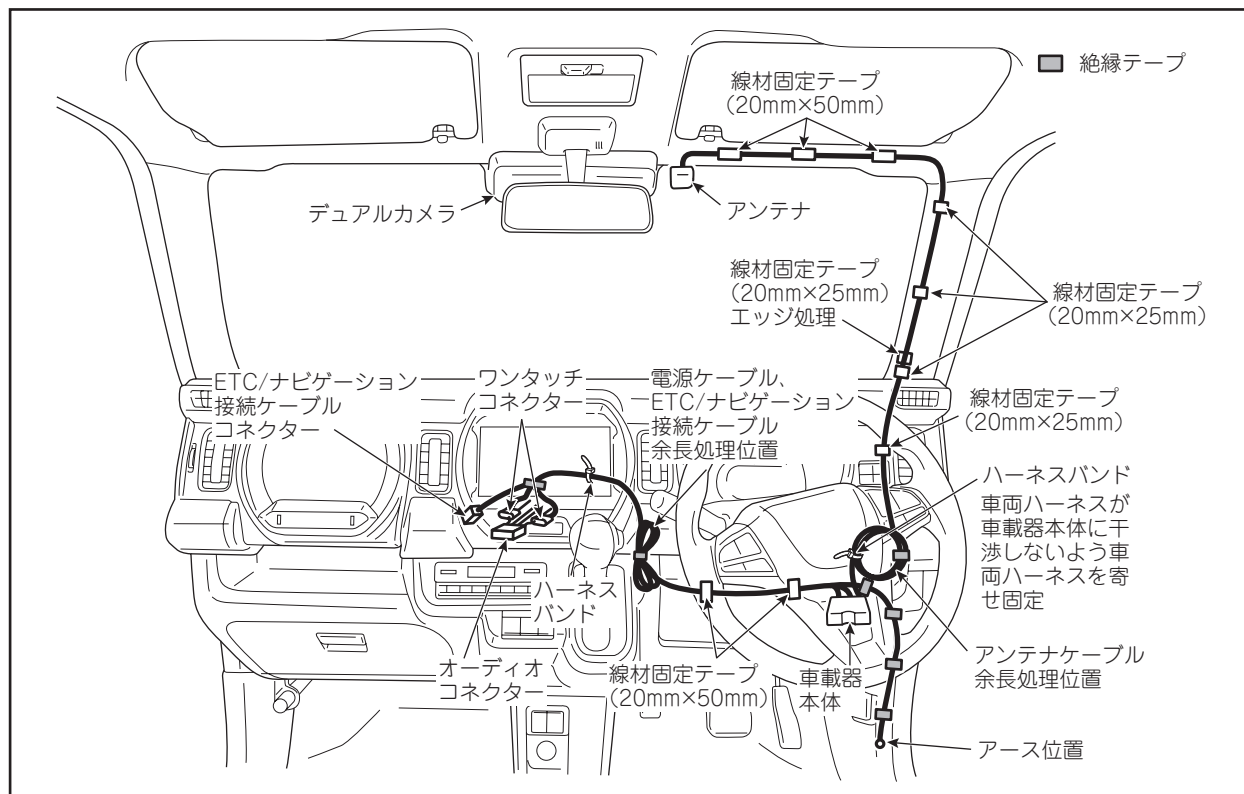 絶縁テープ
線材固定テープ
(20mm×50mm)
デュアルカメラ
アンテナ
線材固定テープ
(20mm×25mm)
エッジ処理
線材固定テープ
(20mm×25mm)
ETC/ナビゲーション
接続ケーブル
コネクター
ワンタッチ
コネクター
電源ケーブル、
ETC/ナビゲーション
接続ケーブル
余長処理位置
線材固定テープ
(20mm×25mm)
ハーネスバンド
車両ハーネスが
車載器本体に干
渉しないよう車
両ハーネスを寄
せ固定
ハーネス
バンド
オーディオ
コネクター
線材固定テープ
(20mm×50mm)
車載器
本体
アンテナケーブル
余長処理位置
アース位置